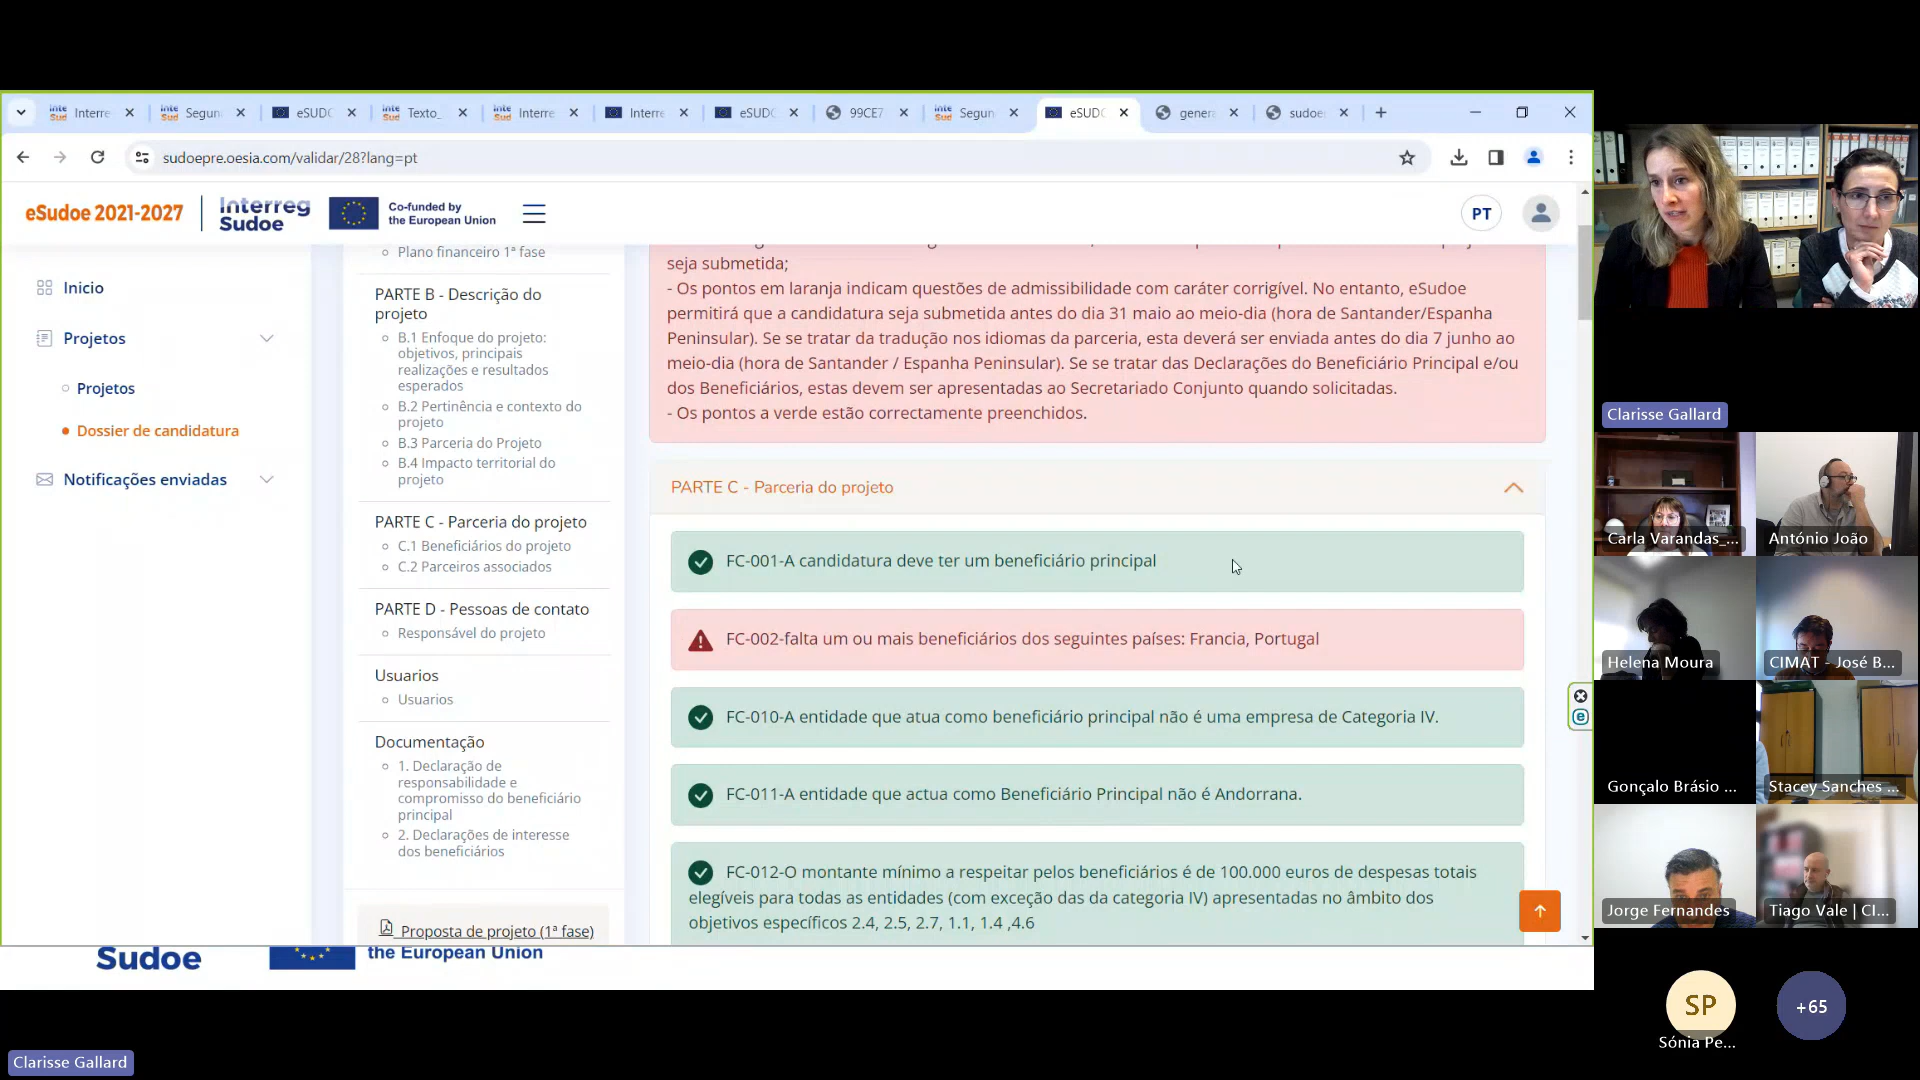 Interre
Segun
eSUDO
Texto_
Interre
Interre
eSUDO
99CE7
Segun
eSUDO
genera
sudoe
sudoepre.oesia.com/validar/28?lang=pt
eSudoe 2021-2027
Interreg
Sudoe
Co-funded by
the European Union
PT
Inicio
Projetos
Projetos
Dossier de candidatura
Notificações enviadas
Plano financeiro 1ª fase
PARTE B - Descrição do
projeto
B.1 Enfoque do projeto:
objetivos, principais
realizações e resultados
esperados
B.2 Pertinência e contexto do
projeto
B.3 Parceria do Projeto
B.4 Impacto territorial do
projeto
PARTE C - Parceria do projeto
C.1 Beneficiários do projeto
C.2 Parceiros associados
PARTE D - Pessoas de contato
Responsável do projeto
Usuarios
Usuarios
Documentação
1. Declaração de
responsabilidade e
compromisso do beneficiário
principal
2. Declarações de interesse
dos beneficiários
Proposta de projeto (1ª fase)
seja submetida;
- Os pontos em laranja indicam questões de admissibilidade com caráter corrigível. No entanto, eSudoe
permitirá que a candidatura seja submetida antes do dia 31 maio ao meio-dia (hora de Santander/Espanha
Peninsular). Se se tratar da tradução nos idiomas da parceria, esta deverá ser enviada antes do dia 7 junho ao
meio-dia (hora de Santander / Espanha Peninsular). Se se tratar das Declarações do Beneficiário Principal e/ou
dos Beneficiários, estas devem ser apresentadas ao Secretariado Conjunto quando solicitadas.
- Os pontos a verde estão correctamente preenchidos.
PARTE C - Parceria do projeto
FC-001-A candidatura deve ter um beneficiário principal
FC-002-falta um ou mais beneficiários dos seguintes países: Francia, Portugal
FC-010-A entidade que atua como beneficiário principal não é uma empresa de Categoria IV.
FC-011-A entidade que actua como Beneficiário Principal não é Andorrana.
FC-012-O montante mínimo a respeitar pelos beneficiários é de 100.000 euros de despesas totais
elegíveis para todas as entidades (com exceção das da categoria IV) apresentadas no âmbito dos
objetivos específicos 2.4, 2.5, 2.7, 1.1, 1.4 ,4.6
Sudoe
the European Union
Clarisse Gallard
Clarisse Gallard
Carla Varandas_...
António João
Helena Moura
CIMAT - José B...
Gonçalo Brásio ...
Stacey Sanches ...
Jorge Fernandes
Tiago Vale | CI...
SP
+65
Sónia Pe...